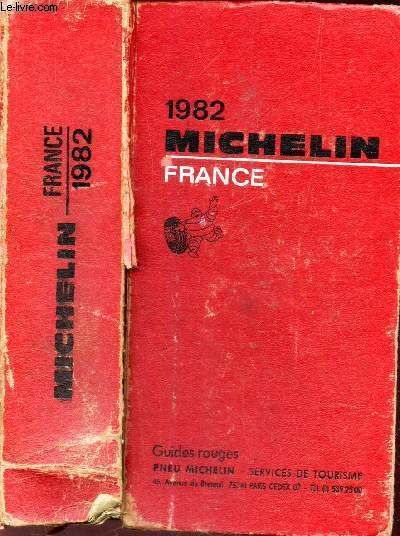 Le-livre.com
MICHELIN
FRANCE
1982
1982
MICHELIN
FRANCE
Guides rouges
PNEU MICHELIN - SERVICES DE TOURISME
46, Avenue de Breteuil 75341 PARIS CEDEX 07 - Tél. (1) 539.25.00